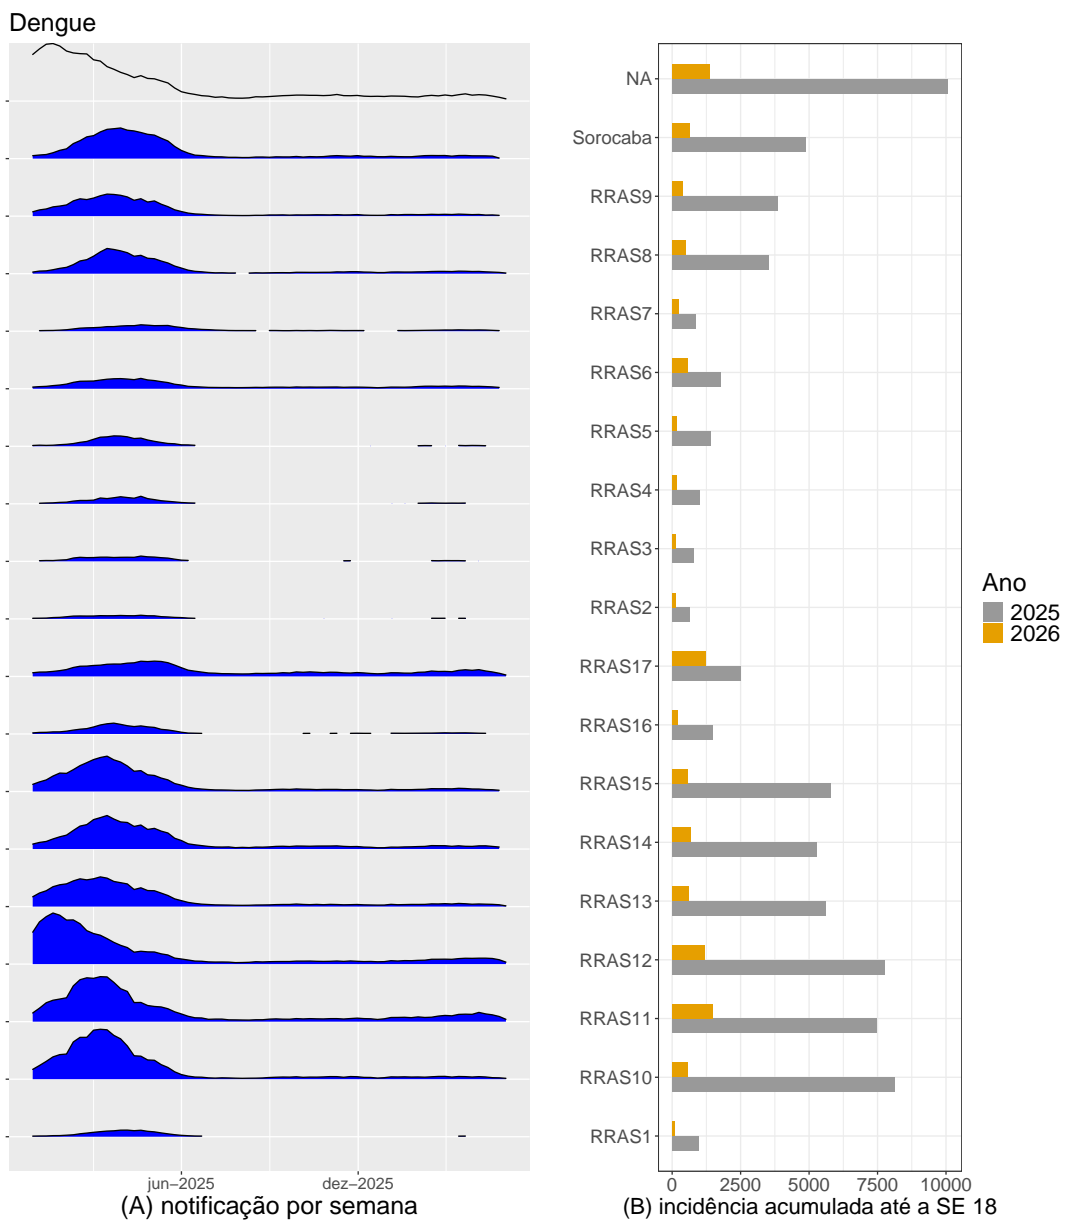 Dengue
NA
Sorocaba
RRAS9
RRAS8
RRAS7
RRAS6
RRAS5
RRAS4
RRAS3
RRAS2
RRAS17
RRAS16
RRAS15
RRAS14
RRAS13
RRAS12
RRAS11
RRAS10
RRAS1
Ano
2025
2026
jun–2025 dez–2025
0 2500 5000 7500 10000
(A) notificação por semana
(B) incidência acumulada até a SE 18